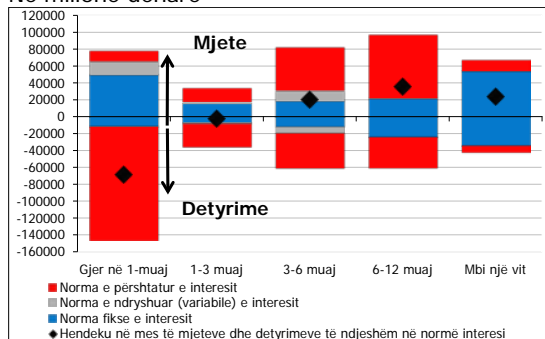 Në milionë denarë
120000
100000
80000
60000
40000
20000
0
-20000
-40000
-60000
-80000
-100000
-120000
-140000
-160000
Mjete
Detyrime
Gjer në 1-muaj 1-3 muaj 3-6 muaj 6-12 muaj Mbi një vit
Norma e përshtatur e interesit
Norma e ndryshuar (variabile) e interesit
Norma fikse e interesit
Hendeku në mes të mjeteve dhe detyrimeve të ndjeshëm në normë interesi